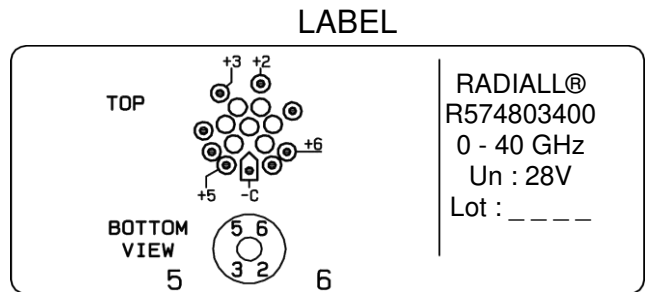 LABEL
+3 +2
TOP
+6
+5 -C
BOTTOM
VIEW
5 6
3 2
5 6
RADIALL®
R574803400
0 - 40 GHz
Un : 28V
Lot : _ _ _ _